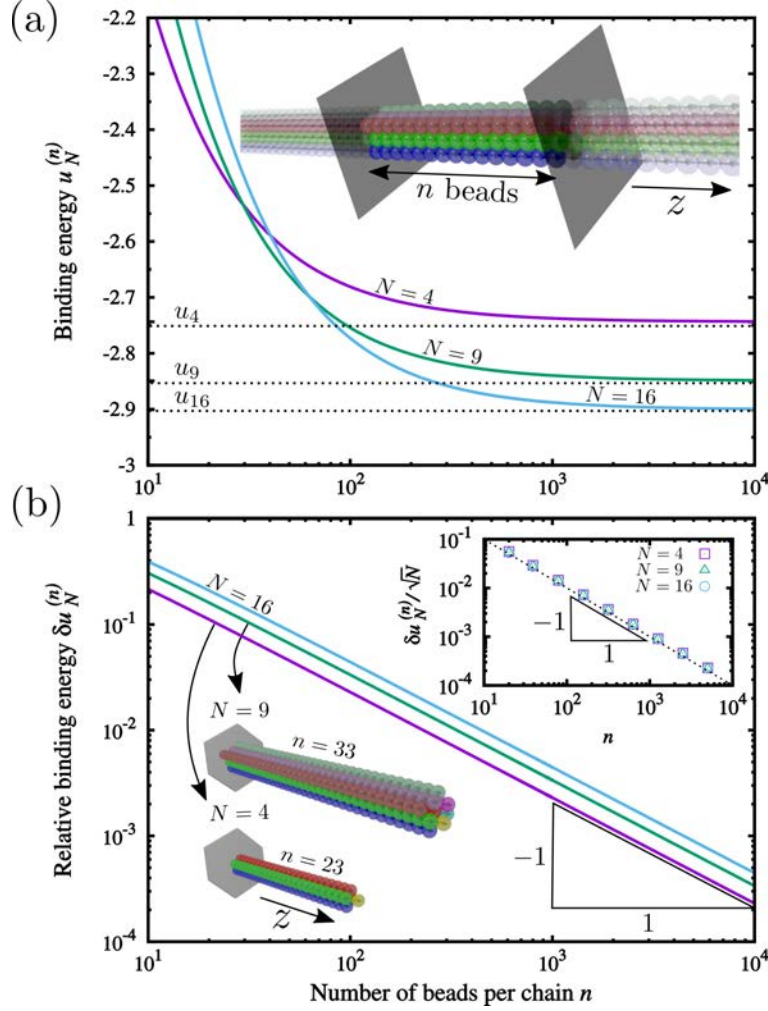 (a)
-2.2
-2.3
-2.4
-2.5
-2.6
-2.7
-2.8
-2.9
-3
Binding energy u_N^(n)
n beads
z
N = 4
u_4
N = 9
u_9
N = 16
u_16
10^1
10^2
10^3
10^4
(b)
1
10^-1
10^-2
10^-3
10^-4
Relative binding energy δu_N^(n)
N = 16
N = 9
n = 33
N = 4
n = 23
z
10^-1
10^-2
10^-3
10^-4
δu_N^(n)/√N
N = 4
N = 9
N = 16
−1
1
10^1
10^2
10^3
10^4
n
−1
1
10^1
10^2
10^3
10^4
Number of beads per chain n